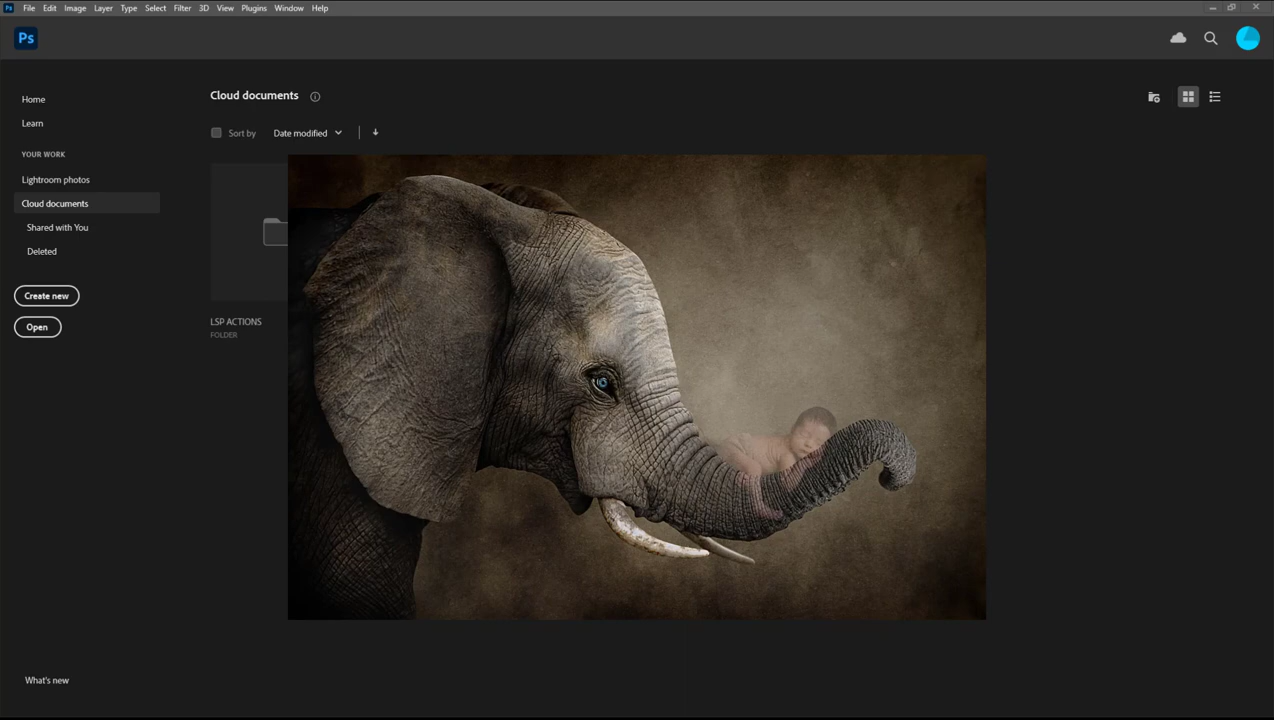 Ps File Edit Image Layer Type Select Filter 3D View Plugins Window Help
Ps
Home
Learn
YOUR WORK
Lightroom photos
Cloud documents
Shared with You
Deleted
Create new
Open
What's new
Cloud documents
Sort by Date modified
LSP ACTIONS
FOLDER